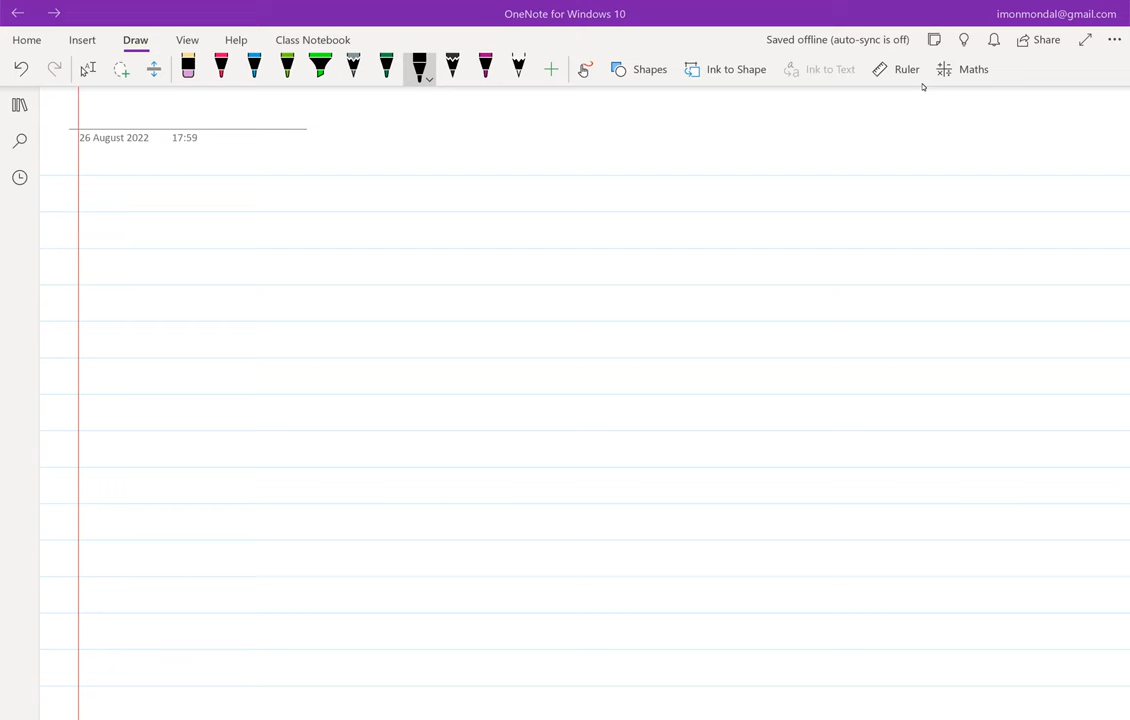 OneNote for Windows 10
imonmondal@gmail.com
Home Insert Draw View Help Class Notebook
Saved offline (auto-sync is off) Share
Shapes Ink to Shape Ink to Text Ruler Maths
26 August 2022 17:59